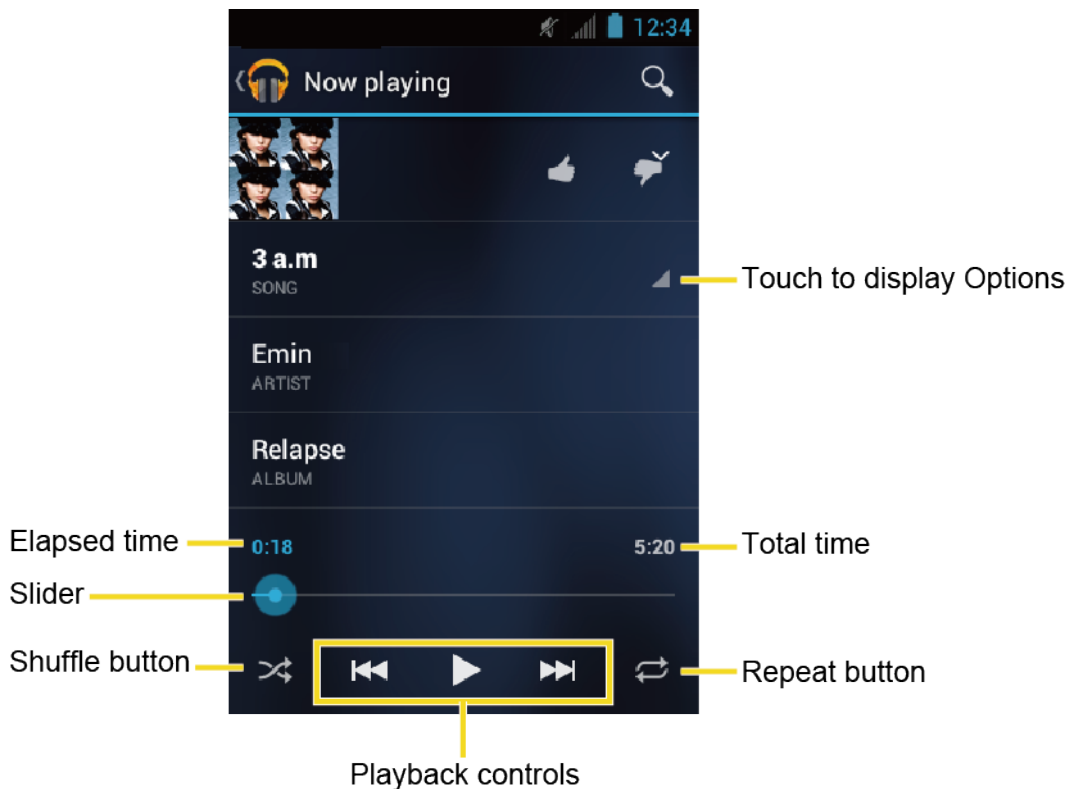 12:34
Now playing
3 a.m
SONG
Touch to display Options
Emin
ARTIST
Relapse
ALBUM
Elapsed time
0:18
5:20
Total time
Slider
Shuffle button
Repeat button
Playback controls